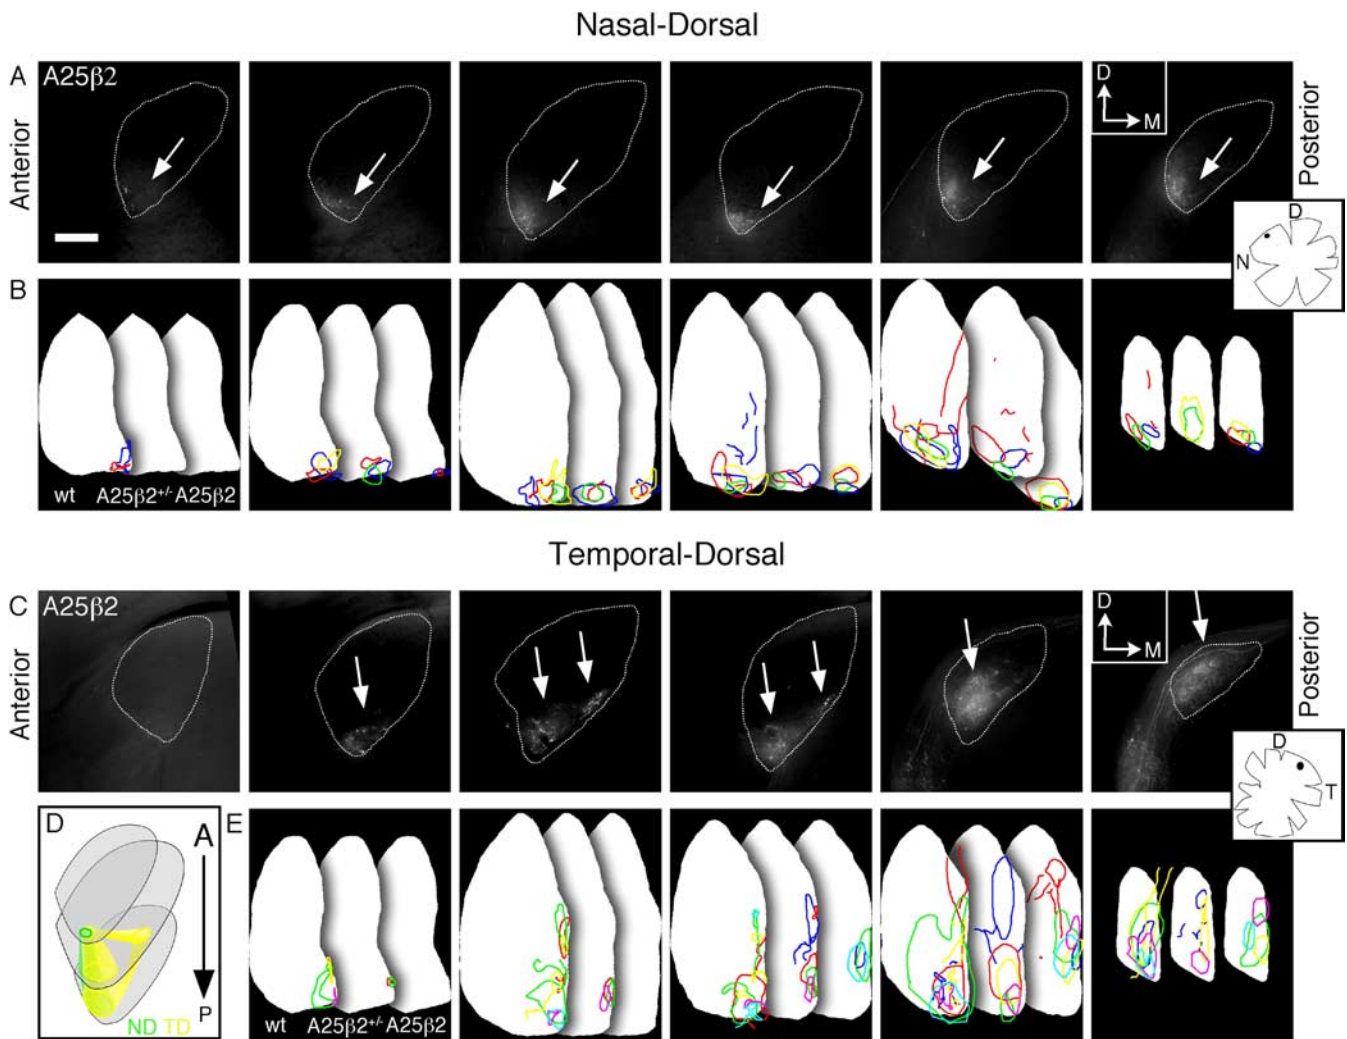 Nasal-Dorsal
A
A25β2
Anterior
D
M
Posterior
D
N
B
wt A25β2+/- A25β2
Temporal-Dorsal
C
A25β2
Anterior
D
M
Posterior
D
T
D
A
P
ND TD
E
wt A25β2+/- A25β2